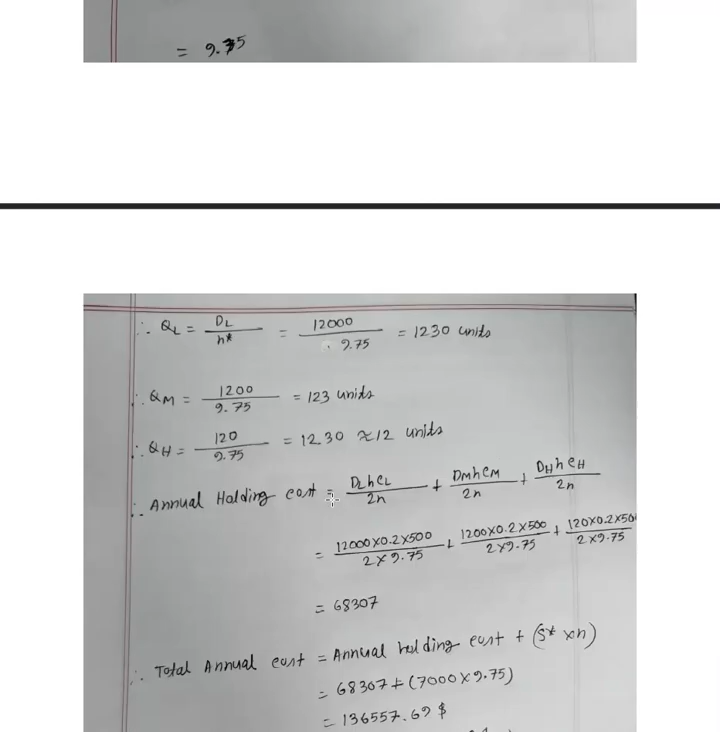 = 9.75
∴ QL = DL / n* = 12000 / 9.75 = 1230 units
∴ QM = 1200 / 9.75 = 123 units
∴ QH = 120 / 9.75 = 12.30 ≈ 12 units
∴ Annual Holding cost = DLhCL / 2n + DMhCM / 2n + DHhCH / 2n
= 12000×0.2×500 / 2×9.75 + 1200×0.2×500 / 2×9.75 + 120×0.2×50 / 2×9.75
= 68307
∴ Total Annual cost = Annual holding cost + (S* × n)
= 68307 + (7000×9.75)
= 136557.69 $